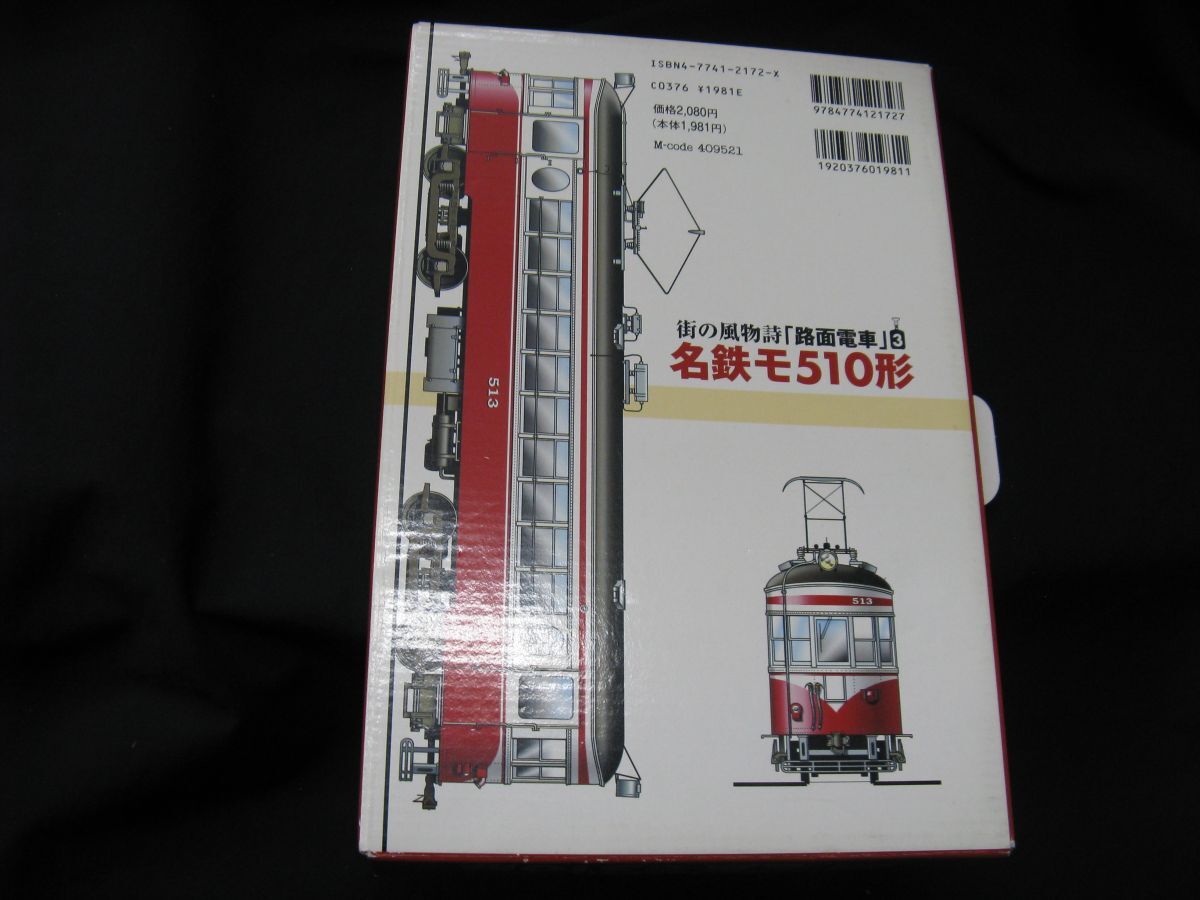 ISBN4-7741-2172-X
C0376 ¥1981E
価格2,080円
(本体1,981円)
M-code 409521
9784774121727
1920376019811
街の風物詩「路面電車」3
名鉄モ510形
513
513